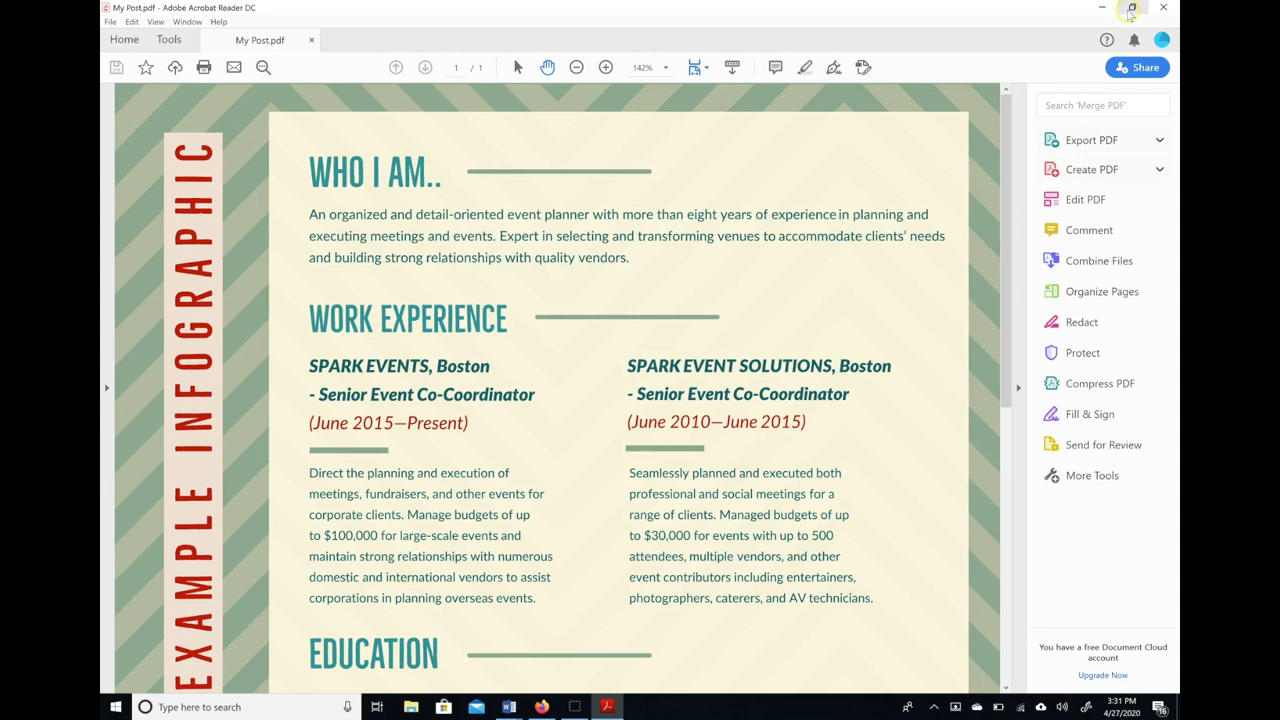 My Post.pdf - Adobe Acrobat Reader DC
File Edit View Window Help
Home Tools My Post.pdf ×
1 / 1 142% Share
EXAMPLE INFOGRAPHIC
WHO I AM..
An organized and detail-oriented event planner with more than eight years of experience in planning and
executing meetings and events. Expert in selecting and transforming venues to accommodate clients' needs
and building strong relationships with quality vendors.
WORK EXPERIENCE
SPARK EVENTS, Boston
- Senior Event Co-Coordinator
(June 2015—Present)
Direct the planning and execution of
meetings, fundraisers, and other events for
corporate clients. Manage budgets of up
to $100,000 for large-scale events and
maintain strong relationships with numerous
domestic and international vendors to assist
corporations in planning overseas events.
SPARK EVENT SOLUTIONS, Boston
- Senior Event Co-Coordinator
(June 2010—June 2015)
Seamlessly planned and executed both
professional and social meetings for a
range of clients. Managed budgets of up
to $30,000 for events with up to 500
attendees, multiple vendors, and other
event contributors including entertainers,
photographers, caterers, and AV technicians.
EDUCATION
Search 'Merge PDF'
Export PDF
Create PDF
Edit PDF
Comment
Combine Files
Organize Pages
Redact
Protect
Compress PDF
Fill & Sign
Send for Review
More Tools
You have a free Document Cloud
account
Upgrade Now
Type here to search
3:31 PM
4/27/2020
16